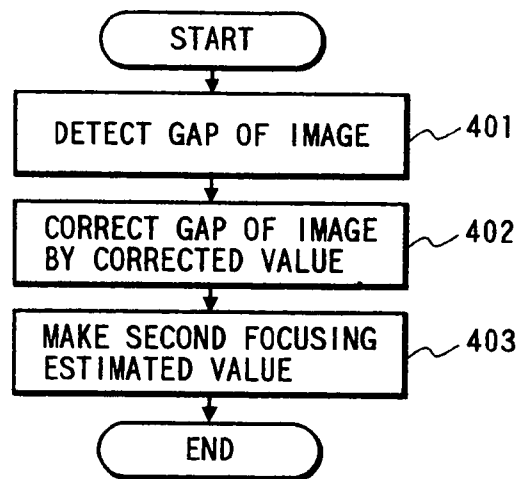 START
DETECT GAP OF IMAGE
401
CORRECT GAP OF IMAGE
BY CORRECTED VALUE
402
MAKE SECOND FOCUSING
ESTIMATED VALUE
403
END